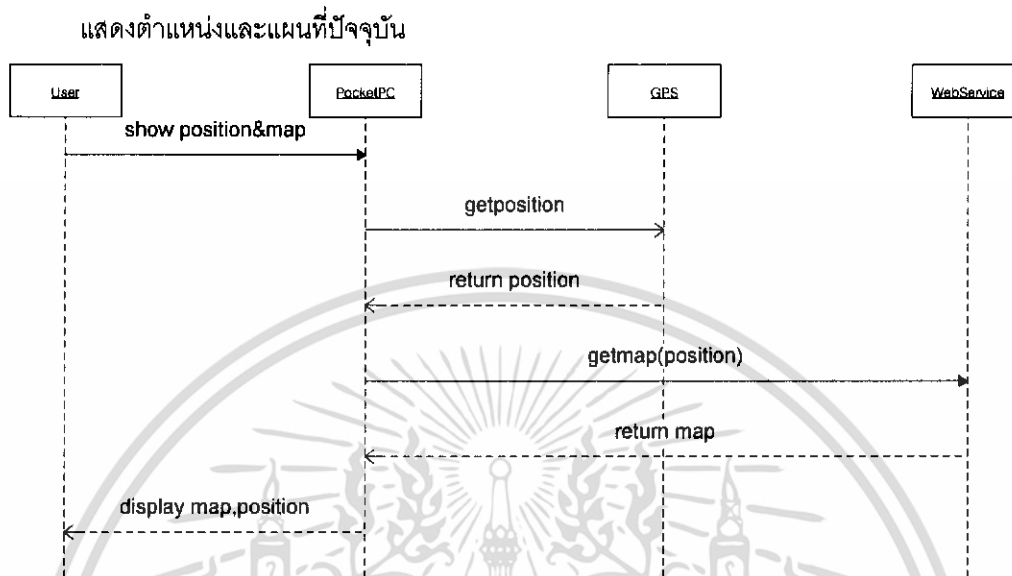 แสดงตำแหน่งและแผนที่ปัจจุบัน
User PocketPC GPS WebService
show position&map
getposition
return position
getmap(position)
return map
display map,position